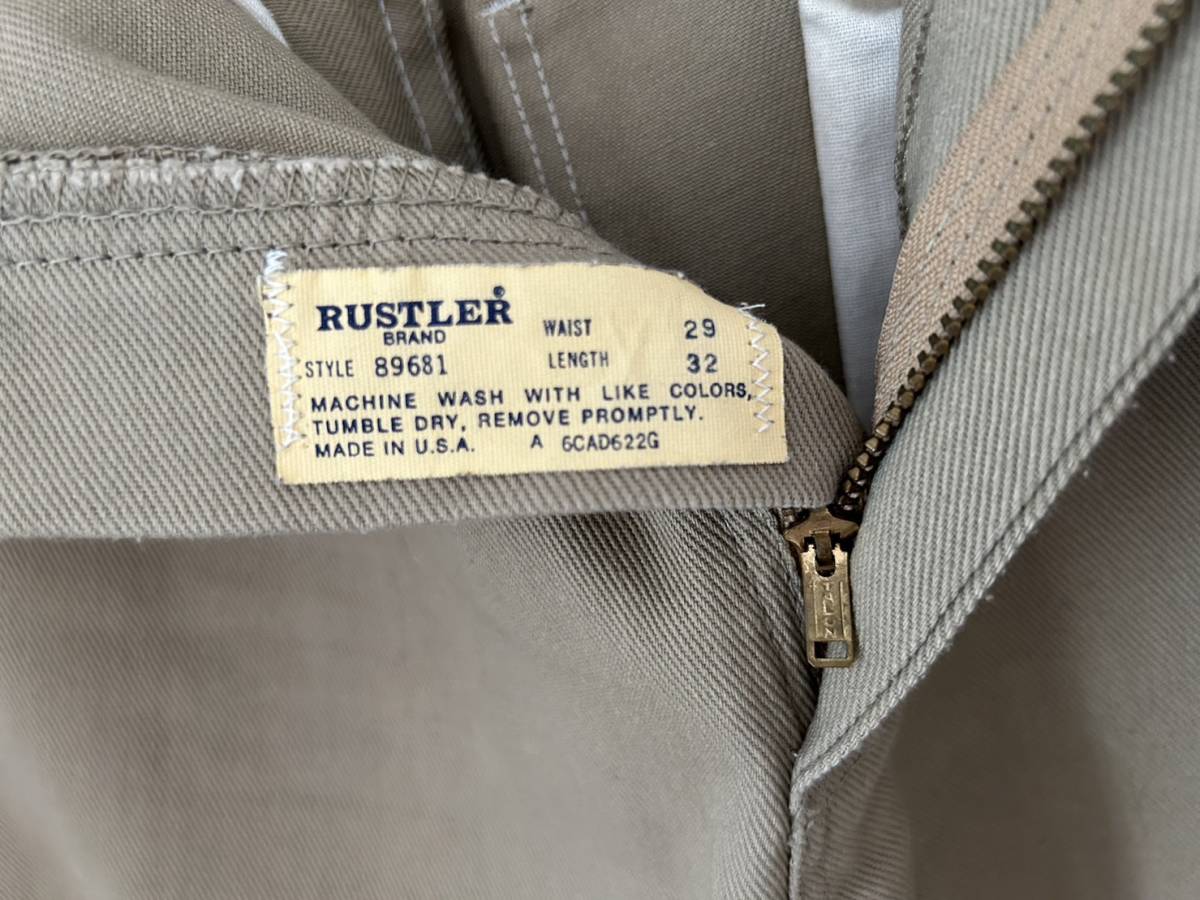 RUSTLER®
BRAND
WAIST 29
STYLE 89681
LENGTH 32
MACHINE WASH WITH LIKE COLORS,
TUMBLE DRY, REMOVE PROMPTLY.
MADE IN U.S.A. A 6CAD622G
TALON